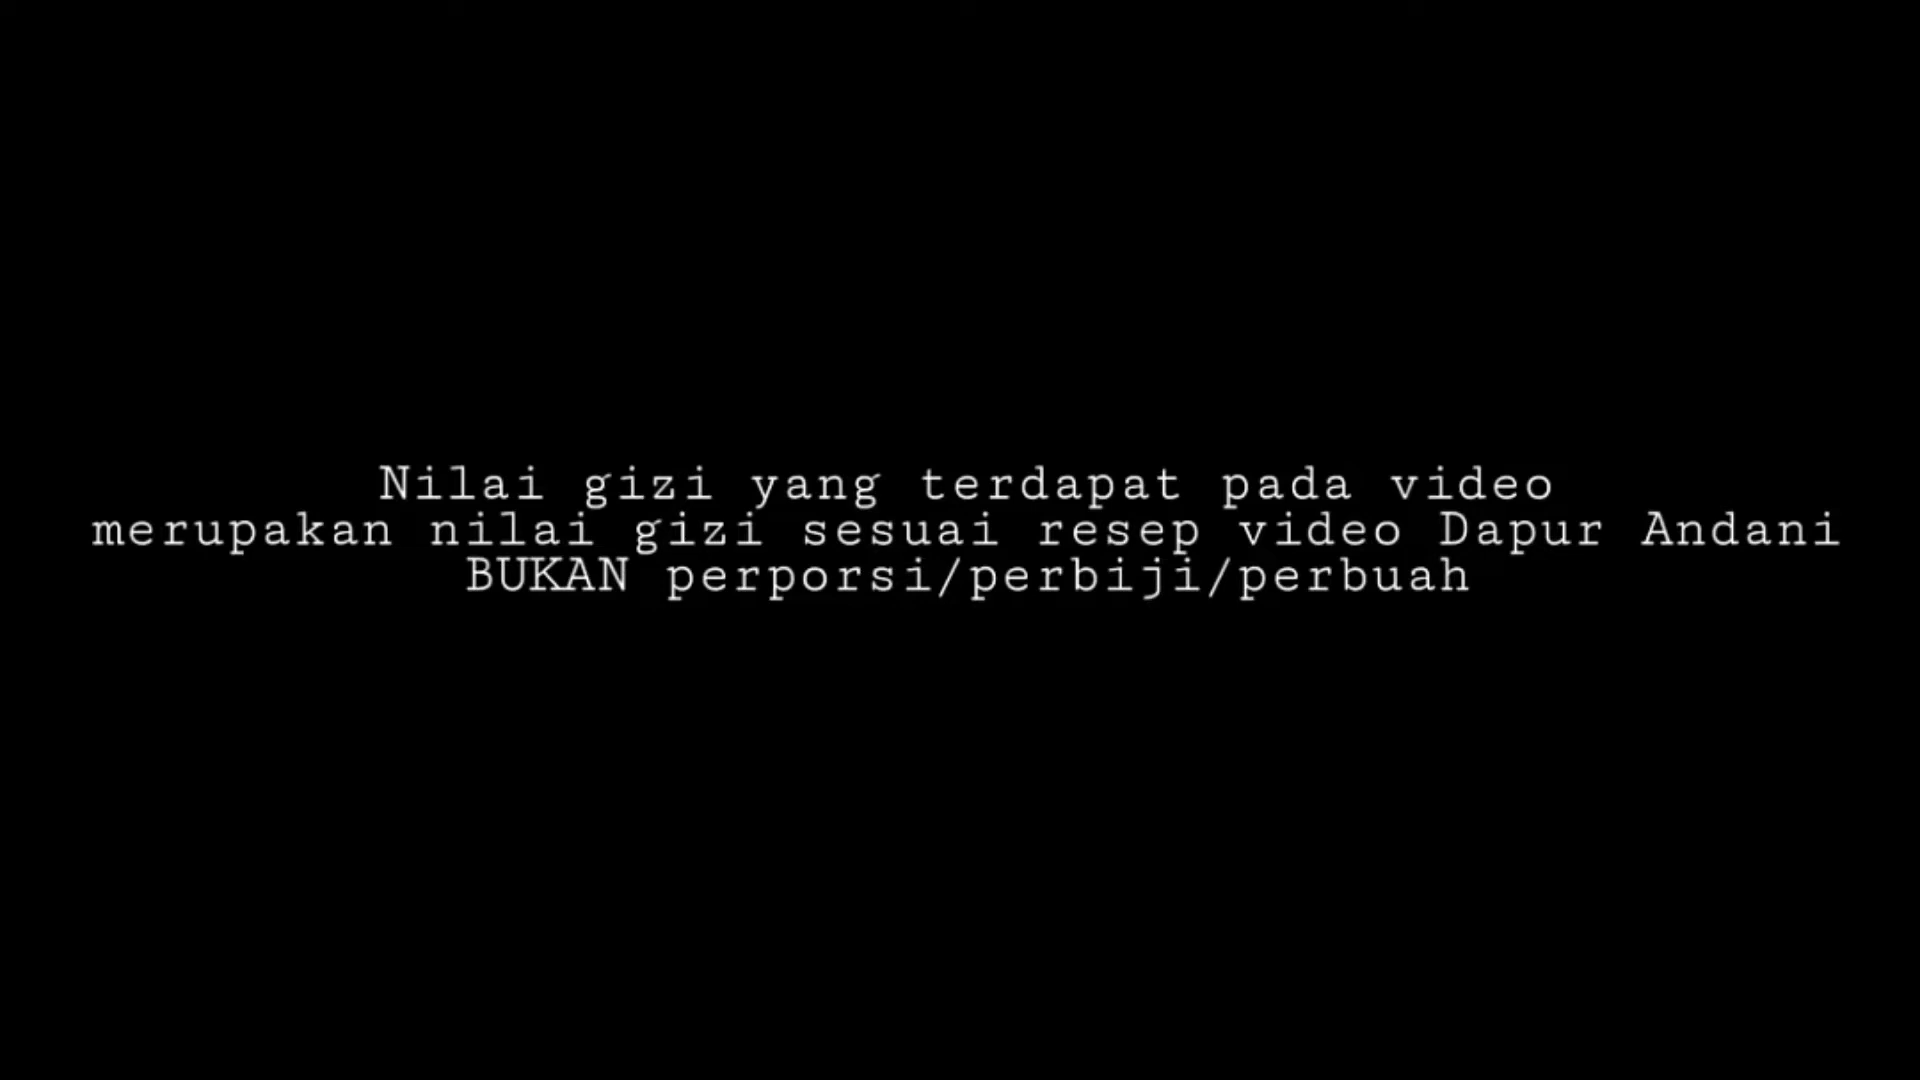 Nilai gizi yang terdapat pada video
merupakan nilai gizi sesuai resep video Dapur Andani
BUKAN perporsi/perbiji/perbuah